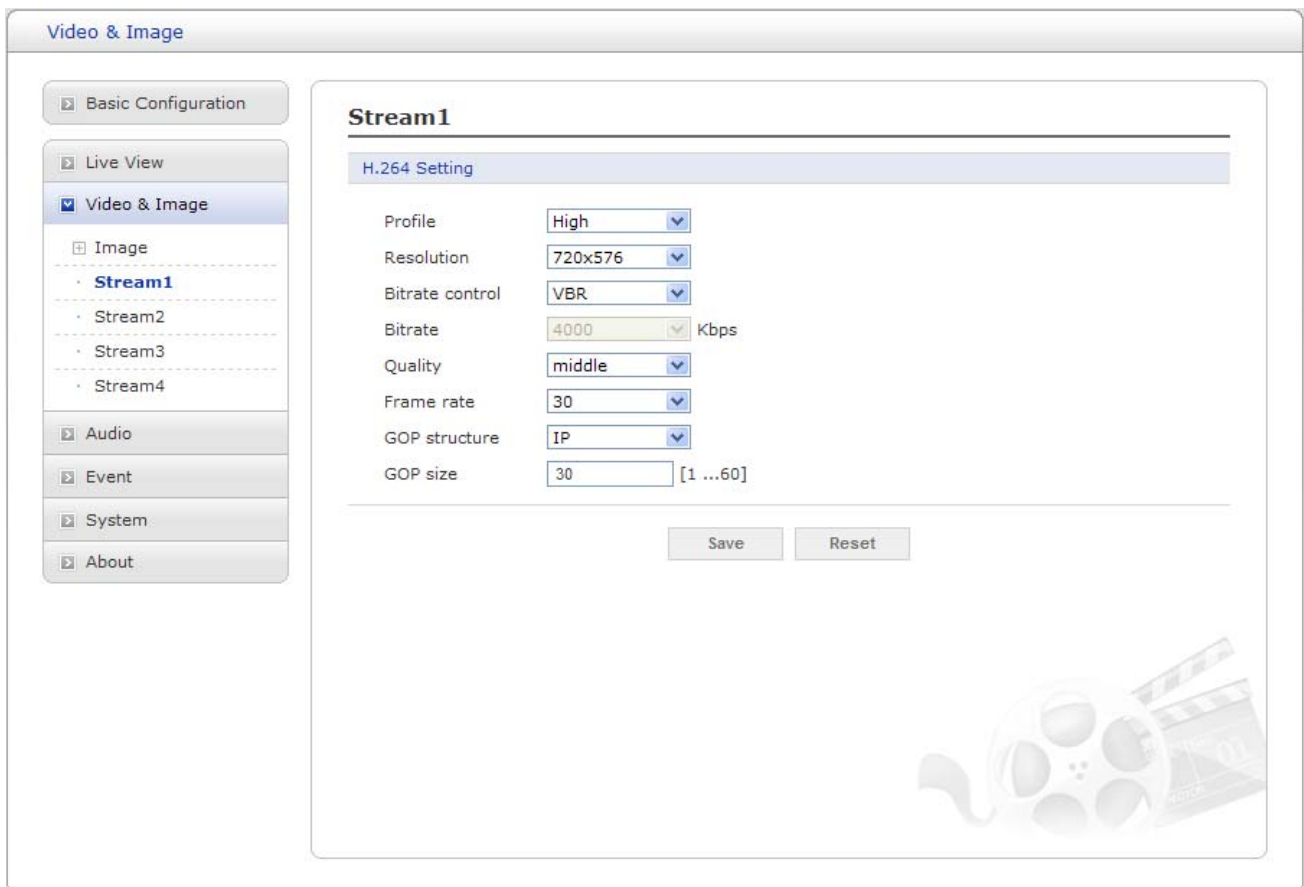 Video & Image
Basic Configuration
Live View
Video & Image
Image
Stream1
Stream2
Stream3
Stream4
Audio
Event
System
About
Stream1
H.264 Setting
Profile High
Resolution 720x576
Bitrate control VBR
Bitrate 4000 Kbps
Quality middle
Frame rate 30
GOP structure IP
GOP size 30 [1 ...60]
Save Reset
01